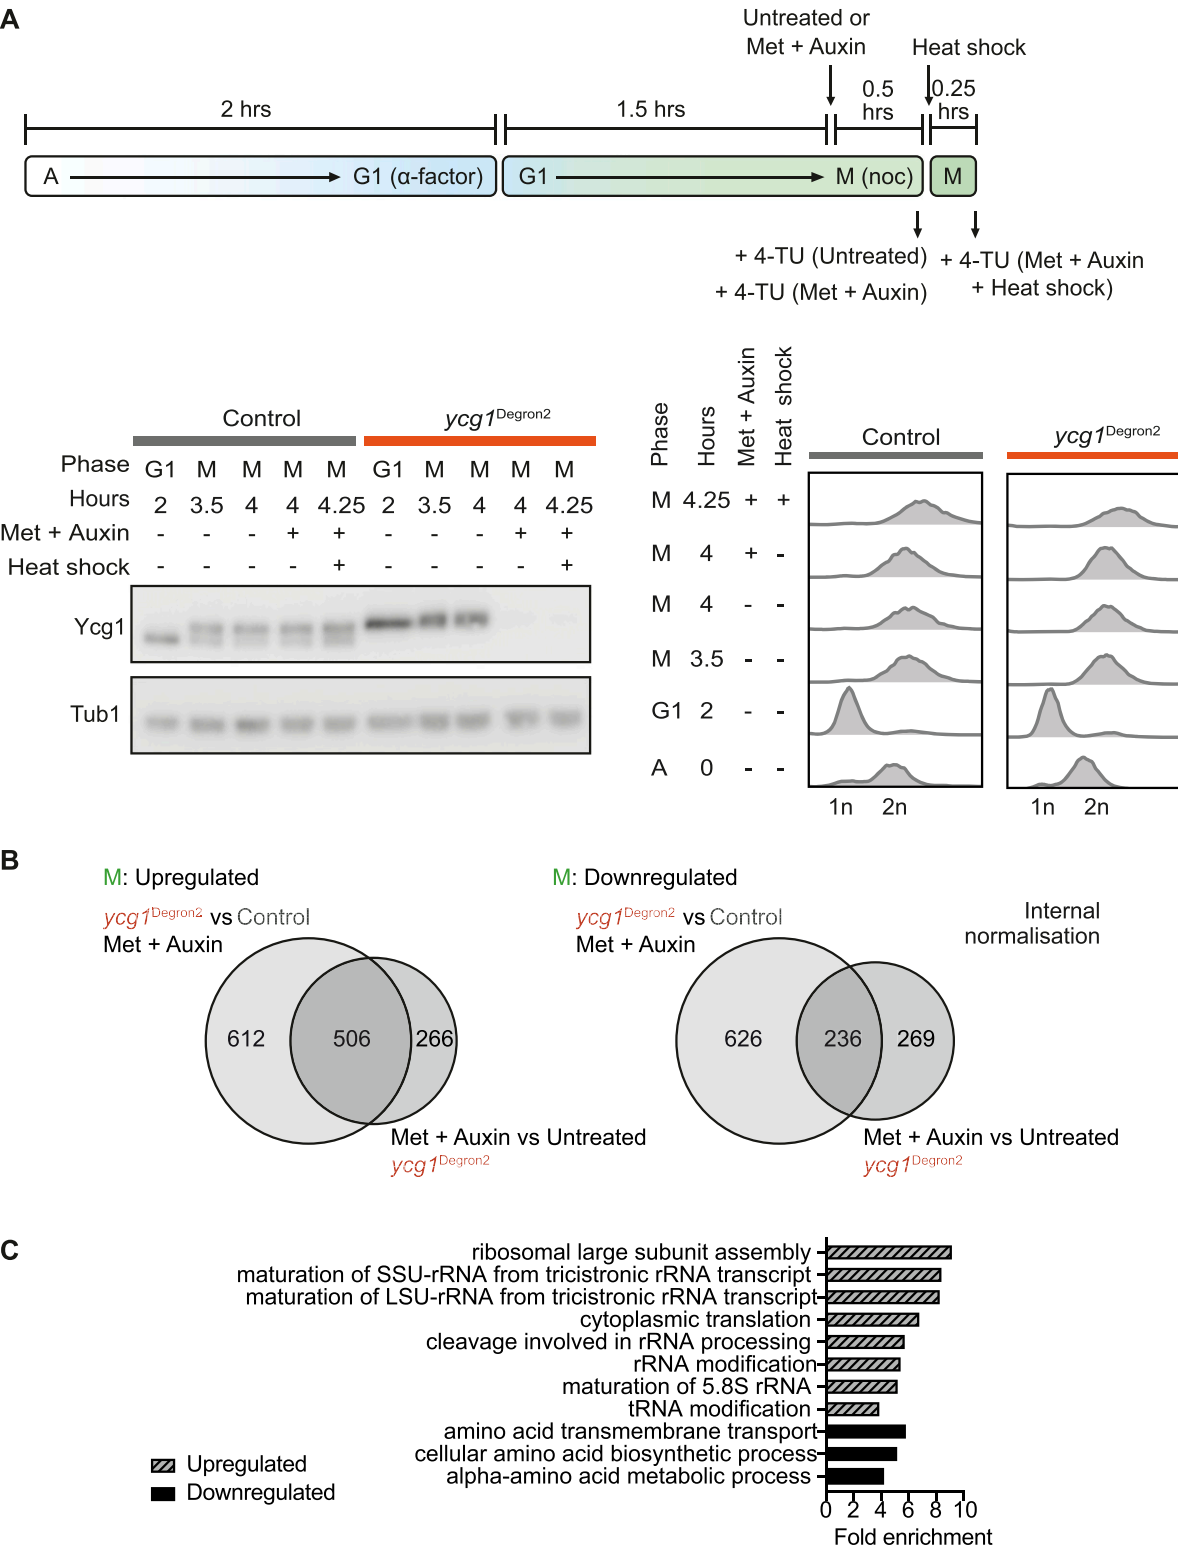 A
Untreated or
Met + Auxin
Heat shock
2 hrs
1.5 hrs
0.5
hrs
0.25
hrs
A
G1 (α-factor)
G1
M (noc)
M
+ 4-TU (Untreated)
+ 4-TU (Met + Auxin)
+ 4-TU (Met + Auxin
+ Heat shock)
Control
ycg1Degron2
Phase G1 M M M M G1 M M M M
Hours 2 3.5 4 4 4.25 2 3.5 4 4 4.25
Met + Auxin - - - + + - - - + +
Heat shock - - - - + - - - - +
Ycg1
Tub1
Phase Hours Met + Auxin Heat shock
Control
ycg1Degron2
M 4.25 + +
M 4 + -
M 4 - -
M 3.5 - -
G1 2 - -
A 0 - -
1n 2n
1n 2n
B
M: Upregulated
ycg1Degron2 vs Control
Met + Auxin
612 506 266
Met + Auxin vs Untreated
ycg1Degron2
M: Downregulated
ycg1Degron2 vs Control
Met + Auxin
Internal
normalisation
626 236 269
Met + Auxin vs Untreated
ycg1Degron2
C
ribosomal large subunit assembly
maturation of SSU-rRNA from tricistronic rRNA transcript
maturation of LSU-rRNA from tricistronic rRNA transcript
cytoplasmic translation
cleavage involved in rRNA processing
rRNA modification
maturation of 5.8S rRNA
tRNA modification
amino acid transmembrane transport
cellular amino acid biosynthetic process
alpha-amino acid metabolic process
Upregulated
Downregulated
0 2 4 6 8 10
Fold enrichment